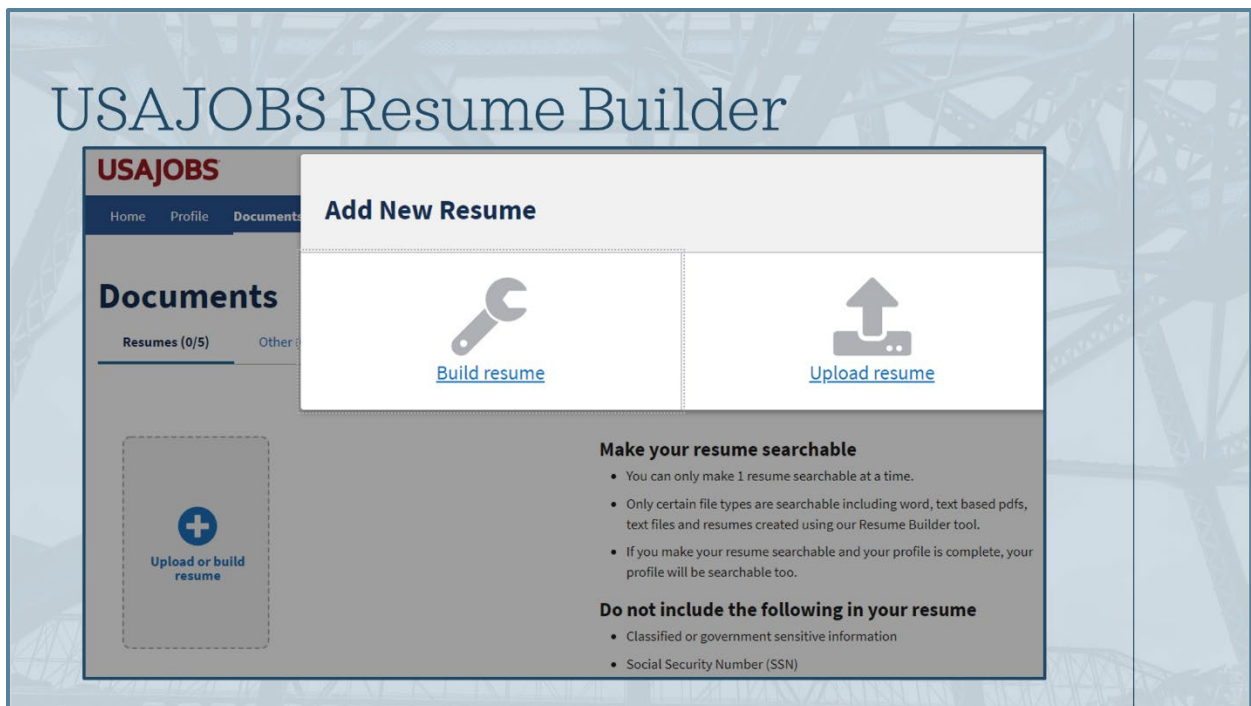 USAJOBS Resume Builder
USAJOBS
Home Profile Documents
Add New Resume
Documents
Resumes (0/5) Other
Build resume
Upload resume
Upload or build
resume
Make your resume searchable
• You can only make 1 resume searchable at a time.
• Only certain file types are searchable including word, text based pdfs,
text files and resumes created using our Resume Builder tool.
• If you make your resume searchable and your profile is complete, your
profile will be searchable too.
Do not include the following in your resume
• Classified or government sensitive information
• Social Security Number (SSN)